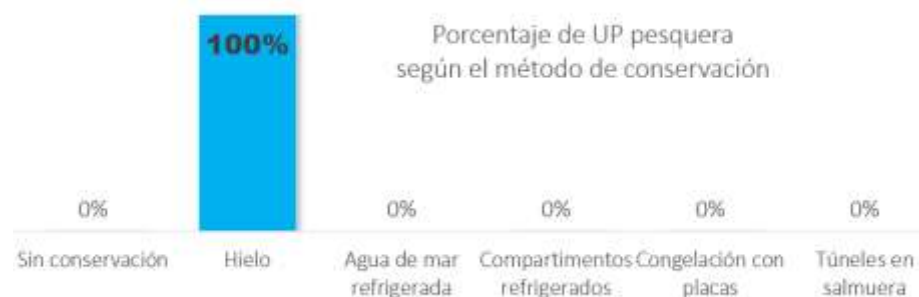 Porcentaje de UP pesquera
según el método de conservación
100%
0%
0%
0%
0%
0%
Sin conservación
Hielo
Agua de mar
refrigerada
Compartimentos
refrigerados
Congelación con
placas
Túneles en
salmuera